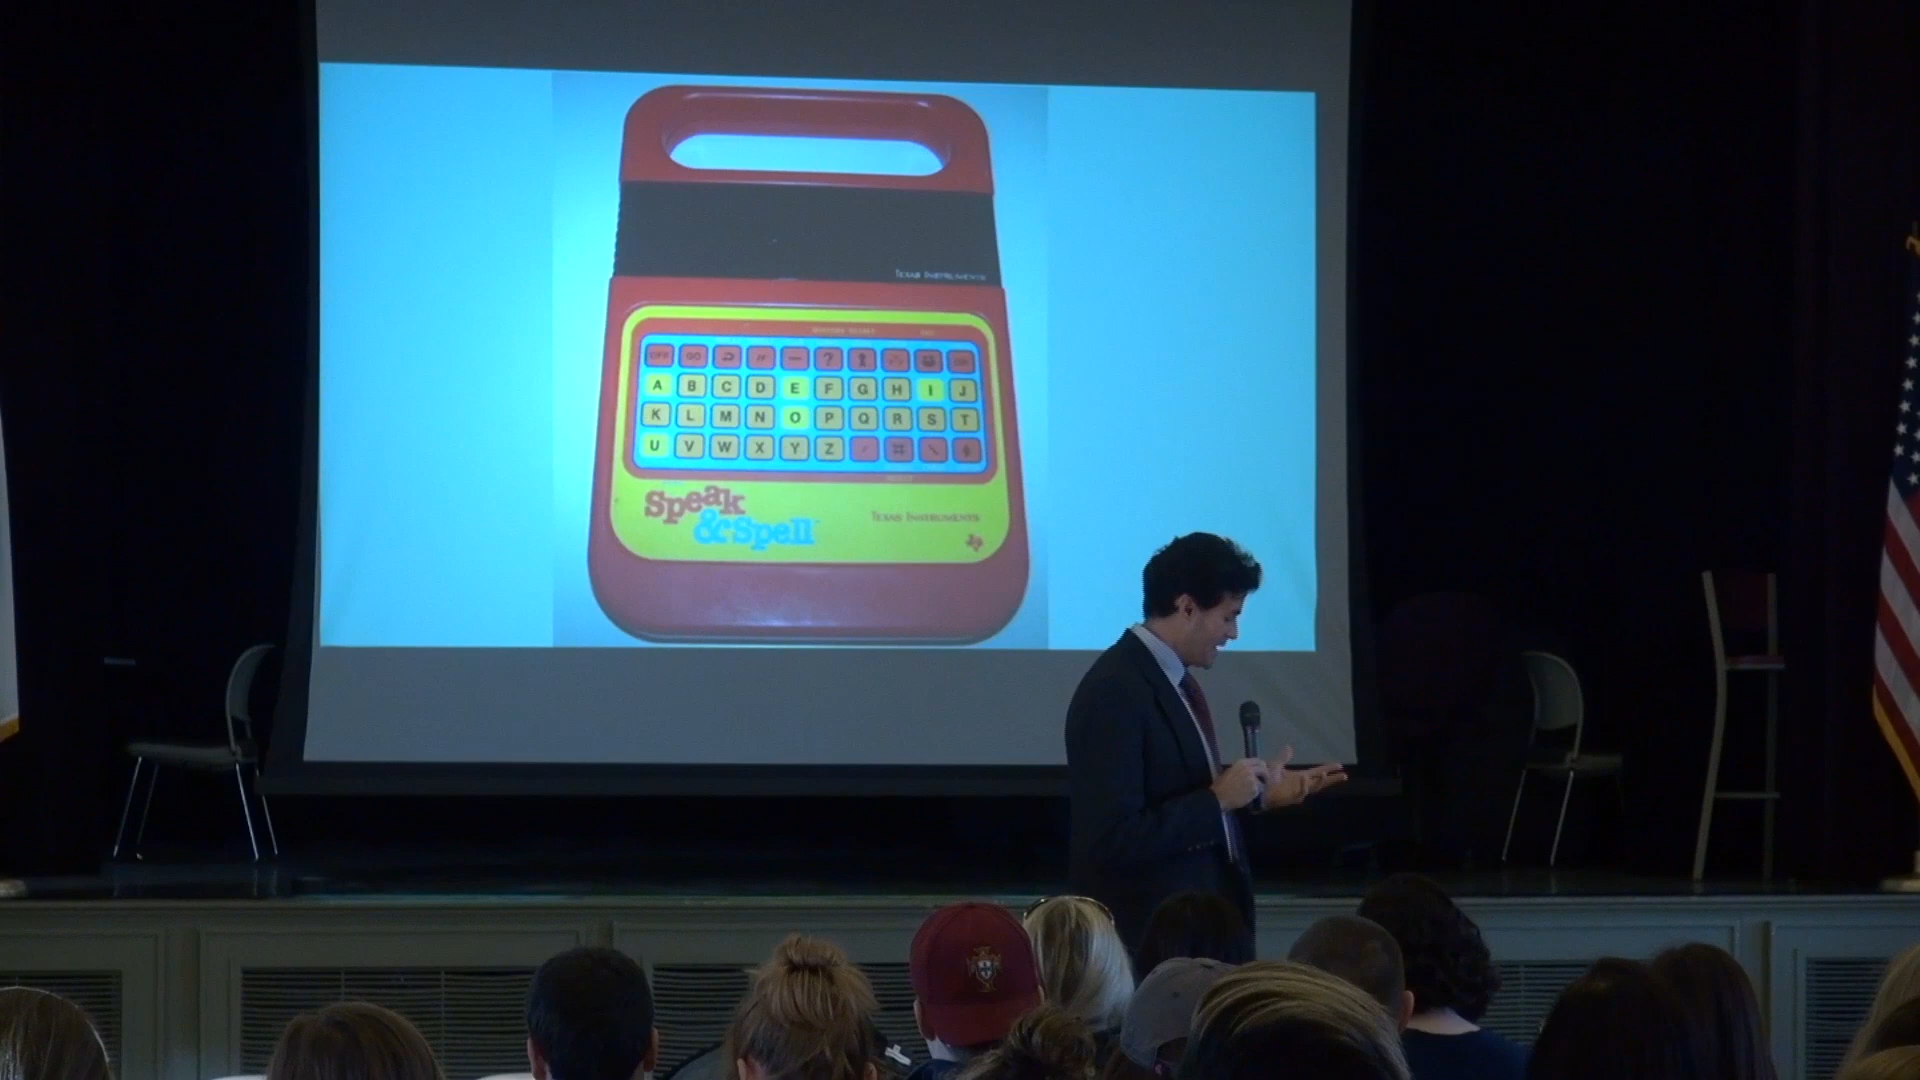 TEXAS INSTRUMENTS
OFF GO ?
A B C D E F G H I J
K L M N O P Q R S T
U V W X Y Z
Speak
& Spell
TEXAS INSTRUMENTS